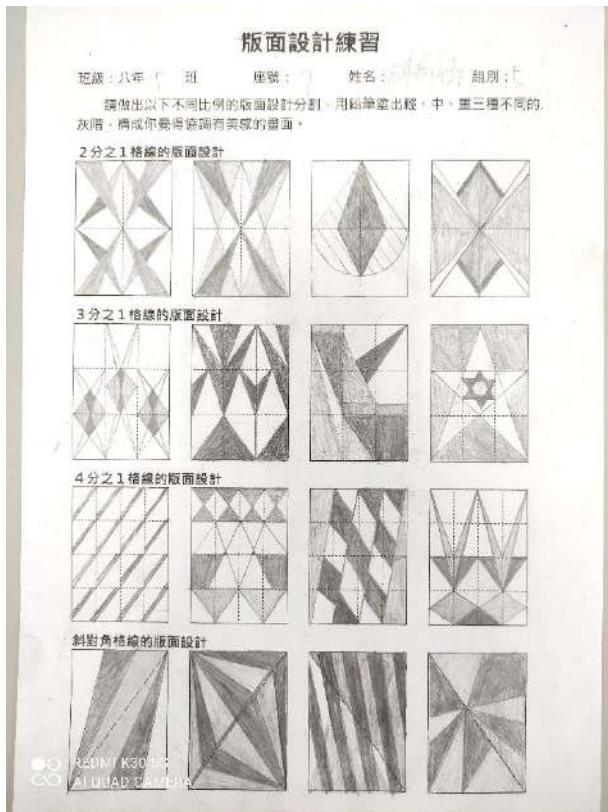 版面設計練習
班級：八年 班 座號： 姓名： 組別：
請做出以下不同比例的版面設計分割，用鉛筆塗出輕、中、重三種不同的
灰階，構成你覺得協調有美感的畫面。
2分之1格線的版面設計
3分之1格線的版面設計
4分之1格線的版面設計
斜對角格線的版面設計
REDMI K30 5G
AI QUAD CAMERA